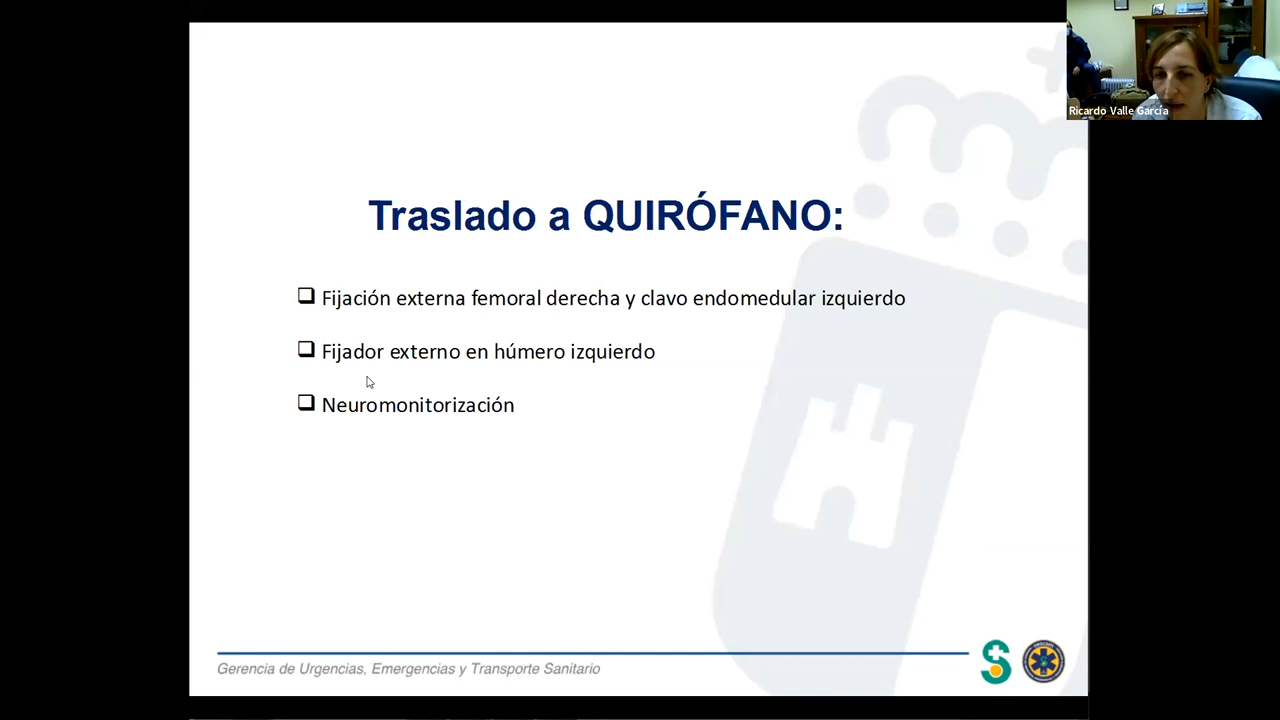 Ricardo Valle García
Traslado a QUIRÓFANO:
Fijación externa femoral derecha y clavo endomedular izquierdo
Fijador externo en húmero izquierdo
Neuromonitorización
Gerencia de Urgencias, Emergencias y Transporte Sanitario